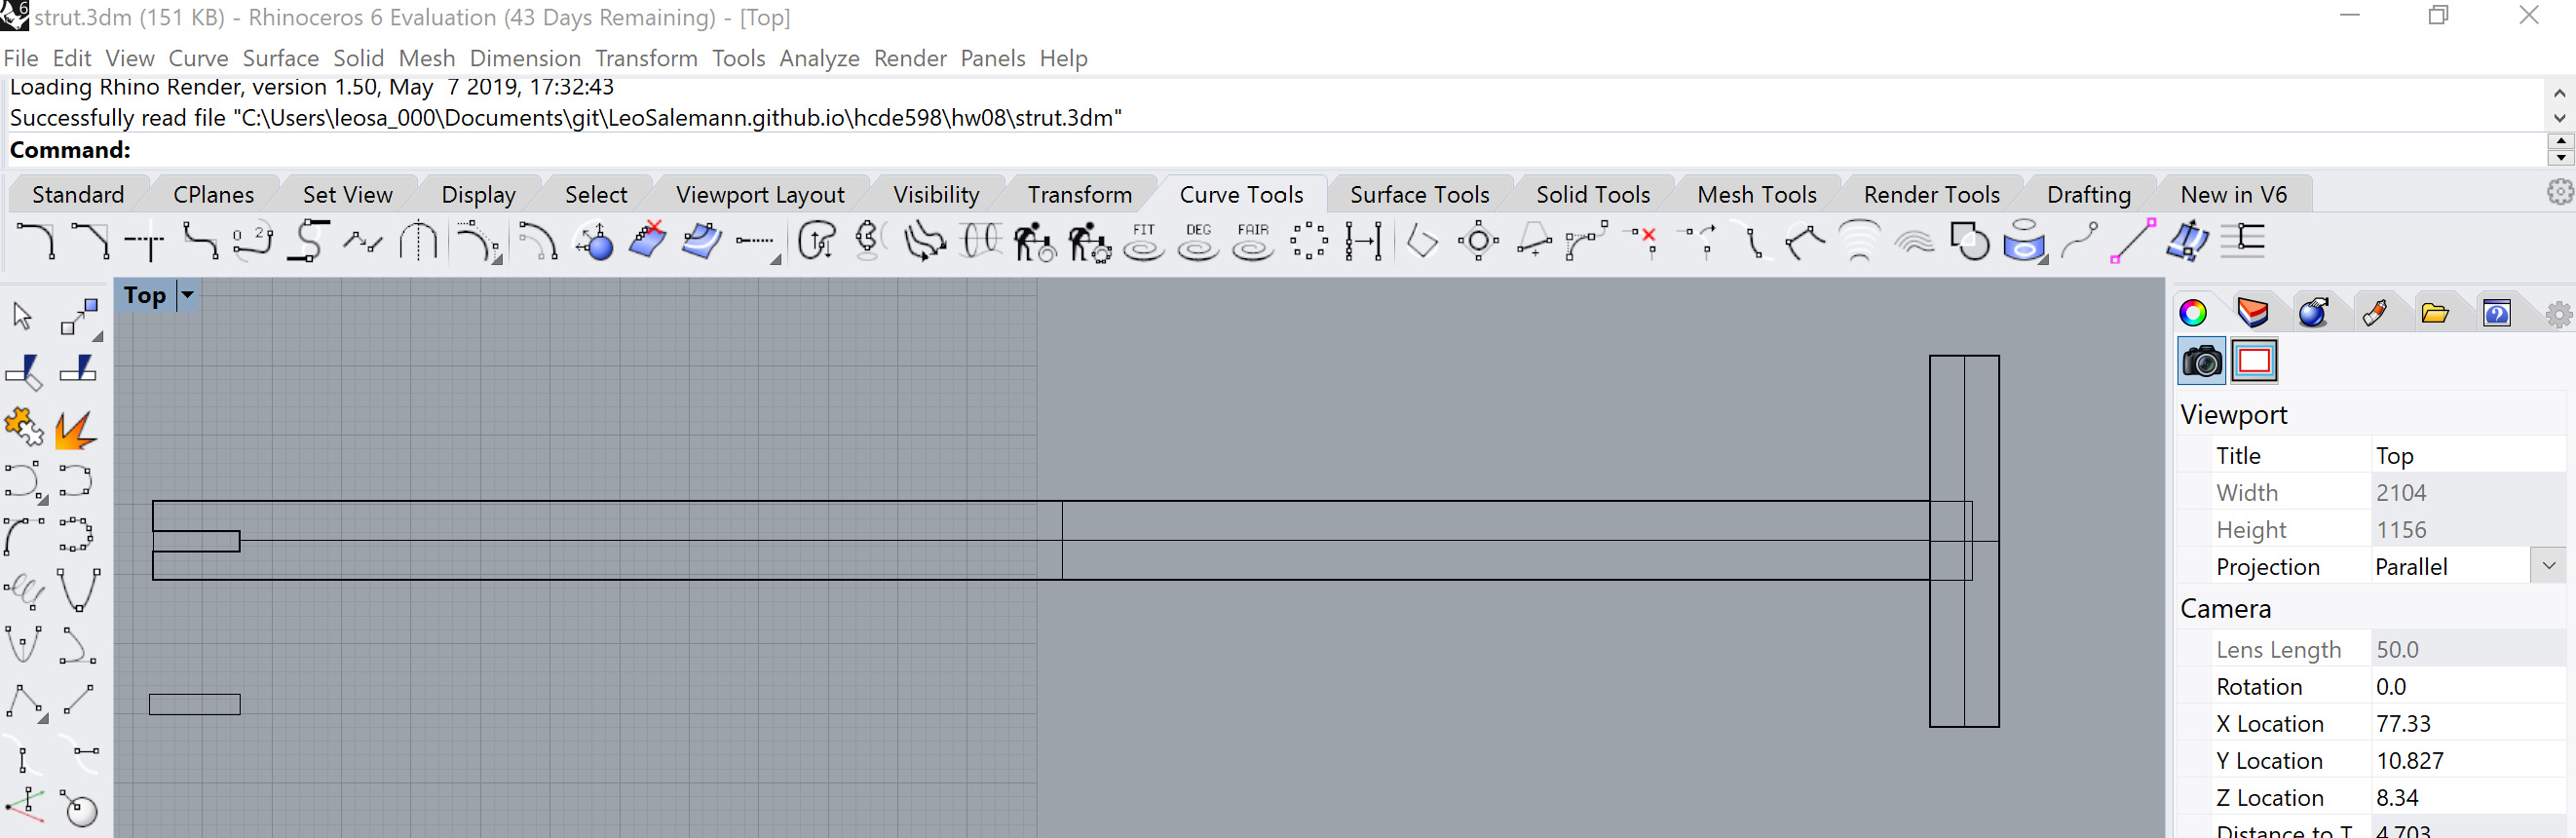 strut.3dm (151 KB) - Rhinoceros 6 Evaluation (43 Days Remaining) - [Top]
File Edit View Curve Surface Solid Mesh Dimension Transform Tools Analyze Render Panels Help
Loading Rhino Render, version 1.50, May 7 2019, 17:32:43
Successfully read file "C:\Users\leosa_000\Documents\git\LeoSalemann.github.io\hcde598\hw08\strut.3dm"
Command:
Standard CPlanes Set View Display Select Viewport Layout Visibility Transform Curve Tools Surface Tools Solid Tools Mesh Tools Render Tools Drafting New in V6
0 2 FIT DEG FAIR
Top
Viewport
Title Top
Width 2104
Height 1156
Projection Parallel
Camera
Lens Length 50.0
Rotation 0.0
X Location 77.33
Y Location 10.827
Z Location 8.34
Distance to T... 4.703